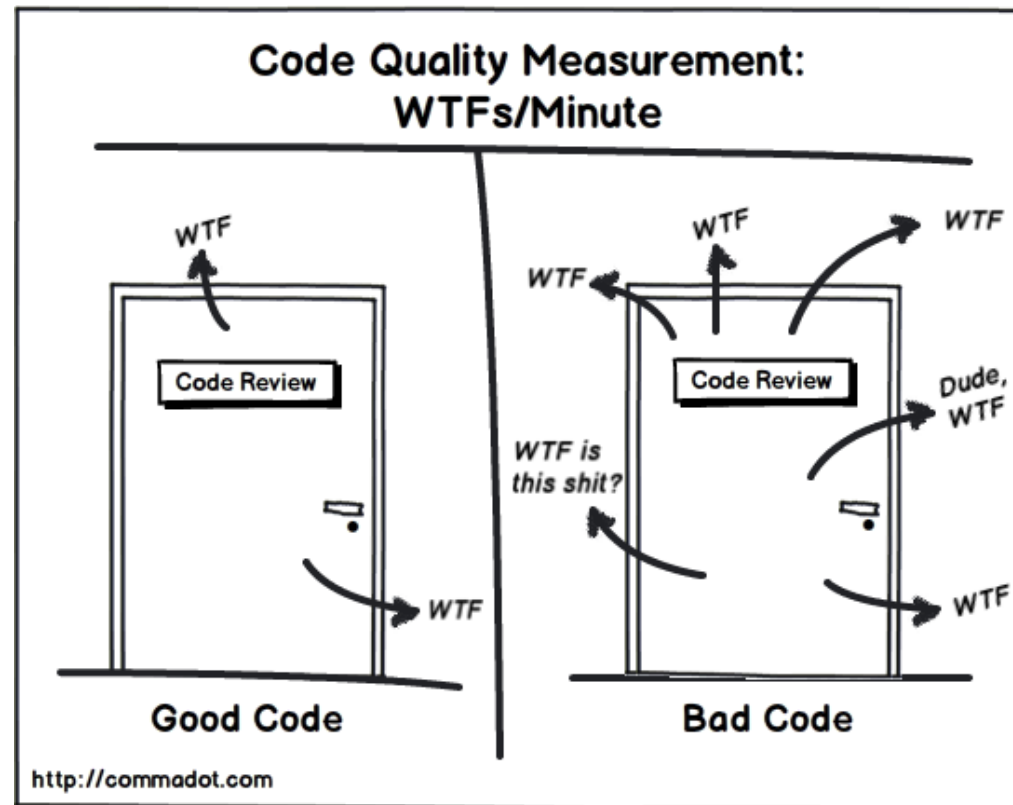 Code Quality Measurement:
WTFs/Minute
WTF
Code Review
WTF
Good Code
WTF
WTF
WTF
Code Review
Dude,
WTF
WTF is
this shit?
WTF
Bad Code
http://commadot.com